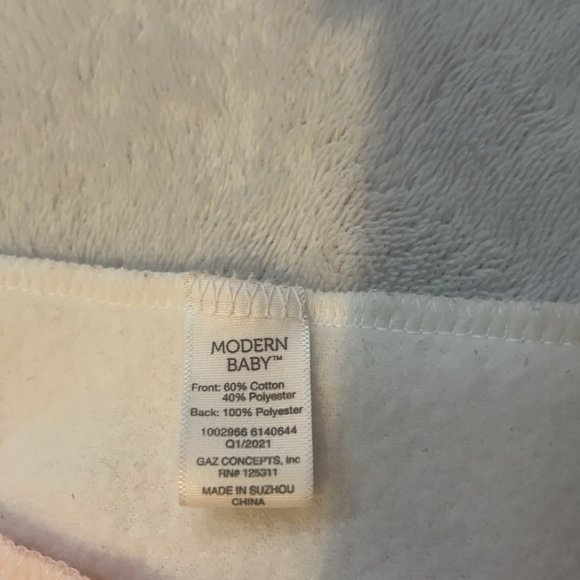 MODERN
BABY™
Front: 60% Cotton
40% Polyester
Back: 100% Polyester
1002966 6140644
Q1/2021
GAZ CONCEPTS, Inc
RN# 125311
MADE IN SUZHOU
CHINA